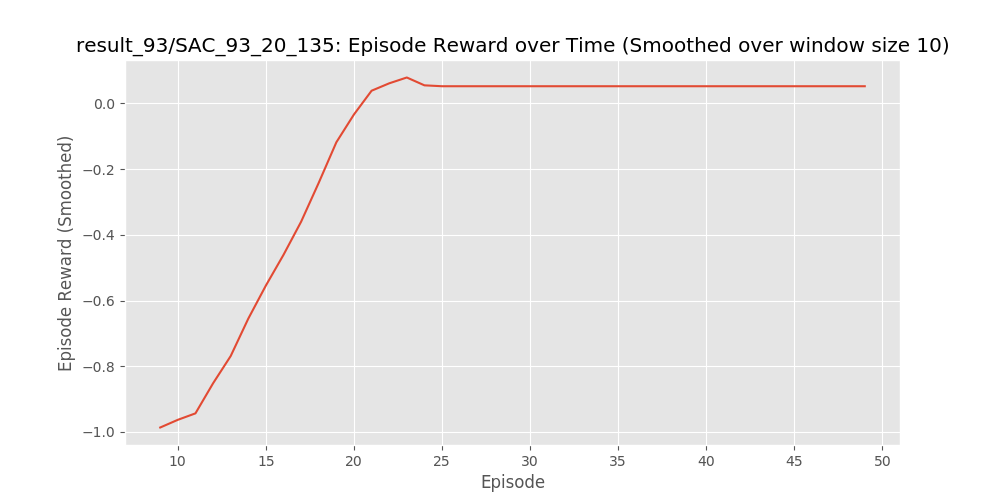 result_93/SAC_93_20_135: Episode Reward over Time (Smoothed over window size 10)
Episode Reward (Smoothed)
0.0
−0.2
−0.4
−0.6
−0.8
−1.0
10 15 20 25 30 35 40 45 50
Episode